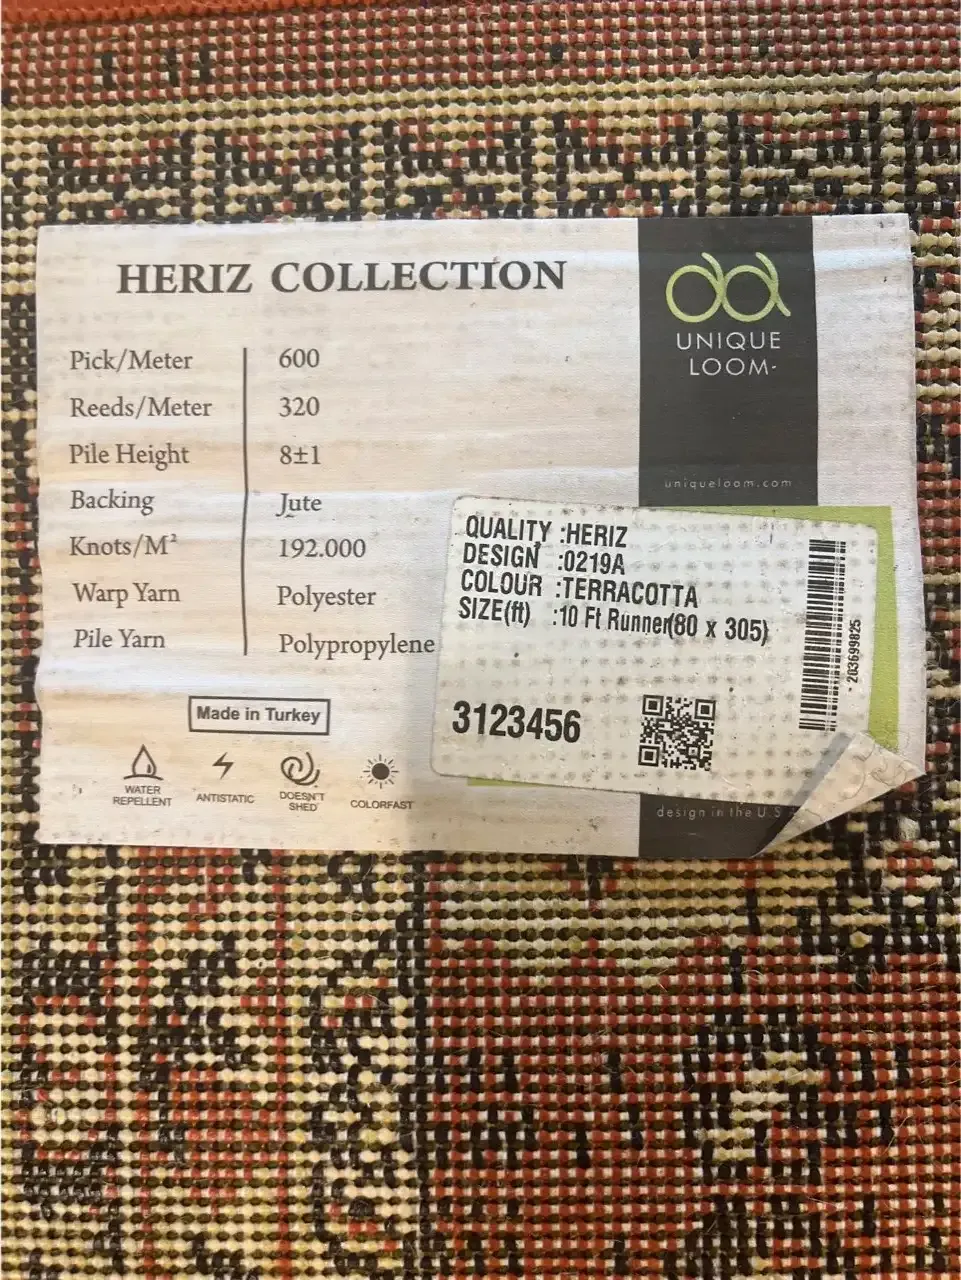 HERIZ COLLECTION
Pick/Meter 600
Reeds/Meter 320
Pile Height 8±1
Backing Jute
Knots/M² 192.000
Warp Yarn Polyester
Pile Yarn Polypropylene
Made in Turkey
WATER
REPELLENT
ANTISTATIC
DOESN'T
SHED
COLORFAST
UNIQUE
LOOM
uniqueloom.com
QUALITY :HERIZ
DESIGN :0219A
COLOUR :TERRACOTTA
SIZE(ft) :10 Ft Runner(80 x 305)
3123456
- 203699825
design in the U.S